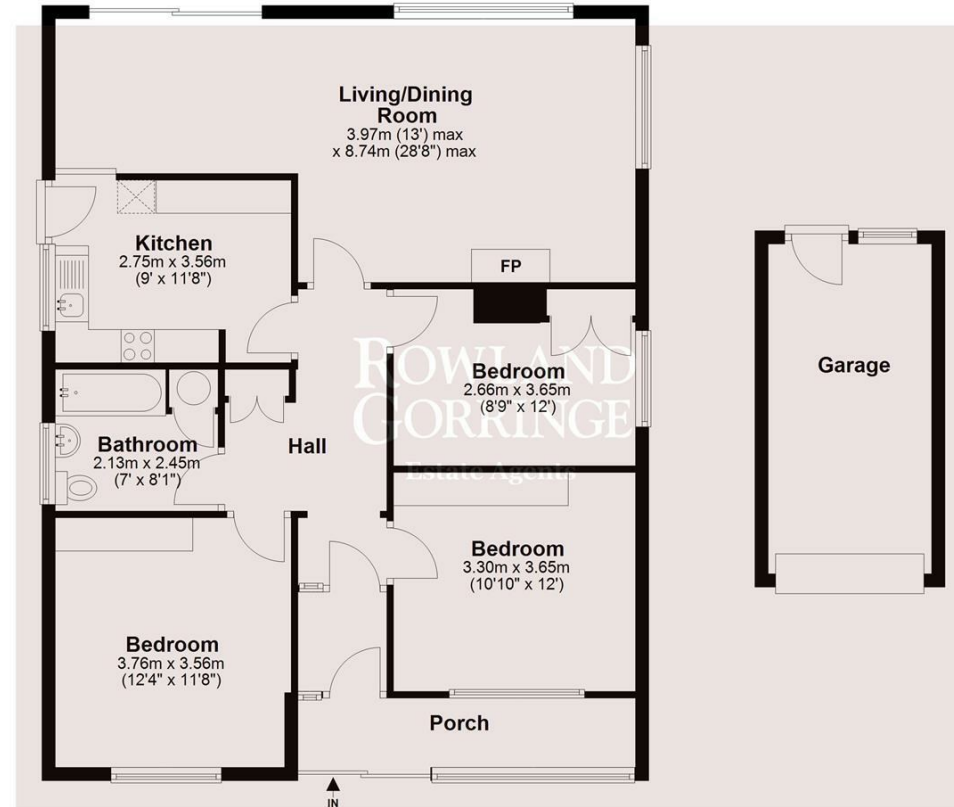 Living/Dining
Room
3.97m (13') max
x 8.74m (28'8") max
Kitchen
2.75m x 3.56m
(9' x 11'8")
FP
Garage
ROWLAND
GORRINGE
Estate Agents
Bedroom
2.66m x 3.65m
(8'9" x 12')
Bathroom
2.13m x 2.45m
(7' x 8'1")
Hall
Bedroom
3.30m x 3.65m
(10'10" x 12')
Bedroom
3.76m x 3.56m
(12'4" x 11'8")
Porch
IN